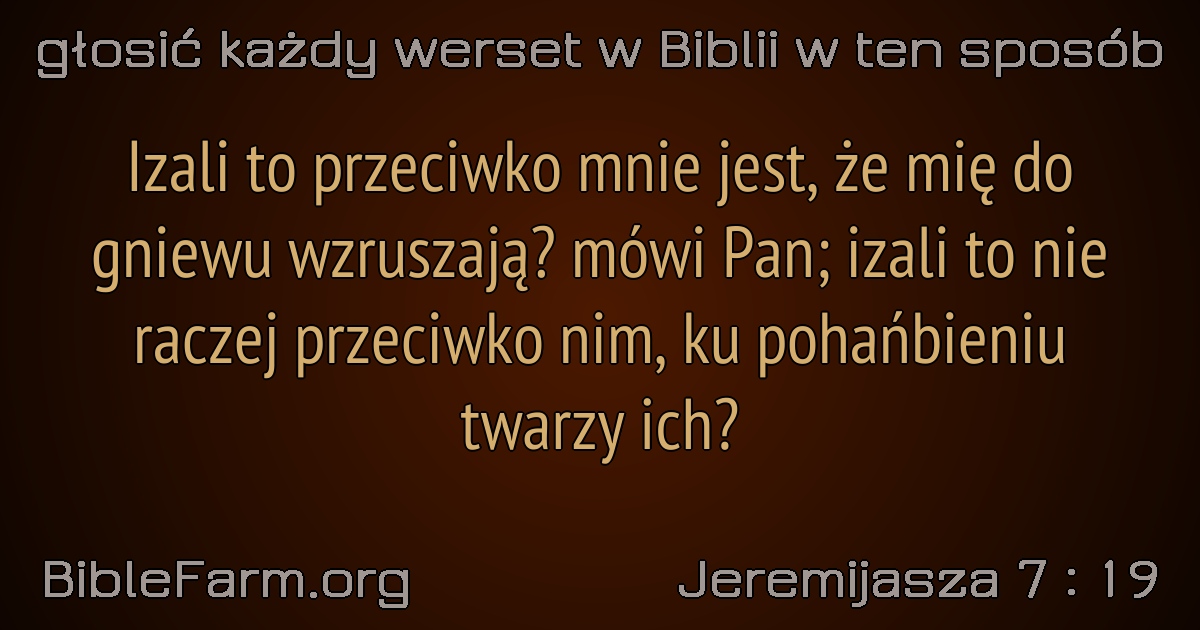 głosić każdy werset w Biblii w ten sposób
Izali to przeciwko mnie jest, że mię do
gniewu wzruszają? mówi Pan; izali to nie
raczej przeciwko nim, ku pohańbieniu
twarzy ich?
BibleFarm.org
Jeremijasza 7 : 19